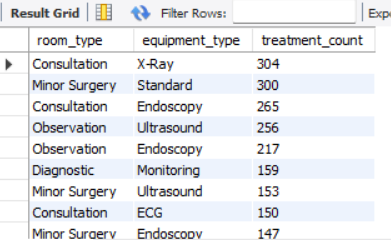 Result Grid Filter Rows: Expo
room_type equipment_type treatment_count
Consultation X-Ray 304
Minor Surgery Standard 300
Consultation Endoscopy 265
Observation Ultrasound 256
Observation Endoscopy 217
Diagnostic Monitoring 159
Minor Surgery Ultrasound 153
Consultation ECG 150
Minor Surgery Endoscopy 147